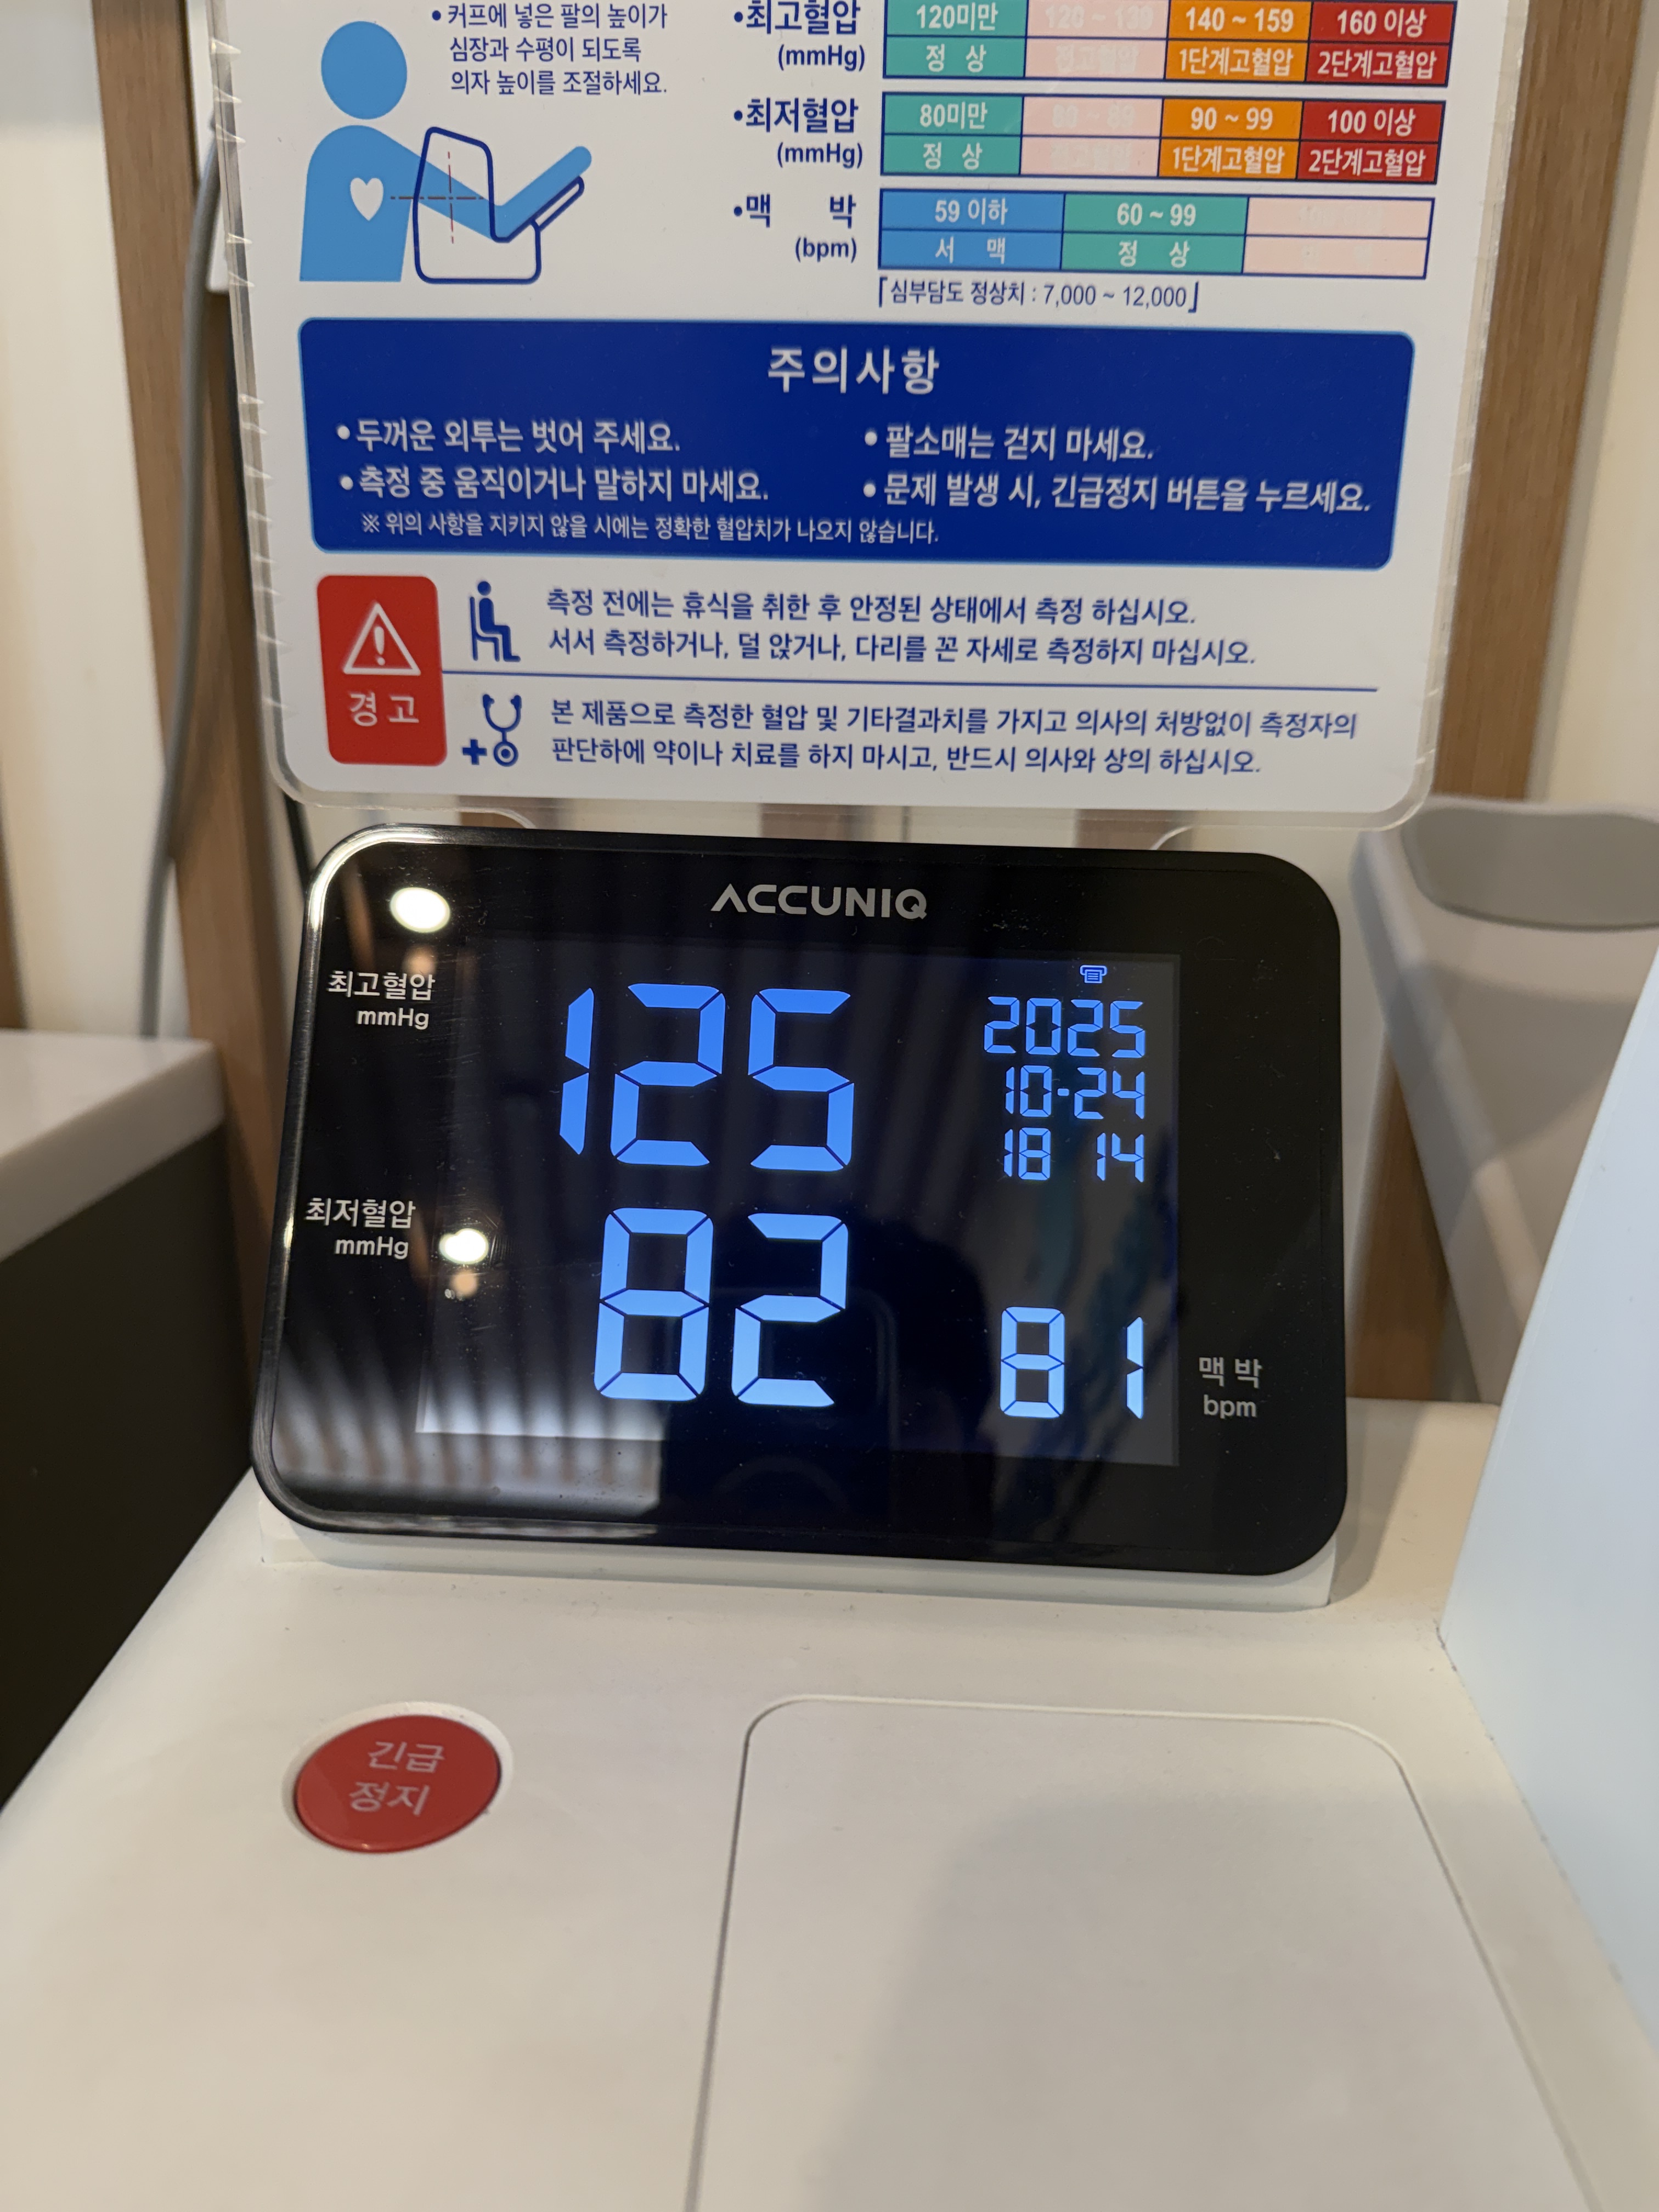 • 커프에 넣은 팔의 높이가
심장과 수평이 되도록
의자 높이를 조절하세요.
•최고혈압 120미만 120 ~ 139 140 ~ 159 160 이상
(mmHg) 정 상 전고혈압 1단계고혈압 2단계고혈압
•최저혈압 80미만 80 ~ 89 90 ~ 99 100 이상
(mmHg) 정 상 전고혈압 1단계고혈압 2단계고혈압
•맥 박 59 이하 60 ~ 99
(bpm) 서 맥 정 상
「심부담도 정상치 : 7,000 ~ 12,000」
주의사항
• 두꺼운 외투는 벗어 주세요.
• 팔소매는 걷지 마세요.
• 측정 중 움직이거나 말하지 마세요.
• 문제 발생 시, 긴급정지 버튼을 누르세요.
※ 위의 사항을 지키지 않을 시에는 정확한 혈압치가 나오지 않습니다.
경고
측정 전에는 휴식을 취한 후 안정된 상태에서 측정 하십시오.
서서 측정하거나, 덜 앉거나, 다리를 꼰 자세로 측정하지 마십시오.
본 제품으로 측정한 혈압 및 기타결과치를 가지고 의사의 처방없이 측정자의
판단하에 약이나 치료를 하지 마시고, 반드시 의사와 상의 하십시오.
ACCUNIQ
최고혈압
mmHg
125
2025
10-24
18 14
최저혈압
mmHg
82
81
맥 박
bpm
긴급
정지